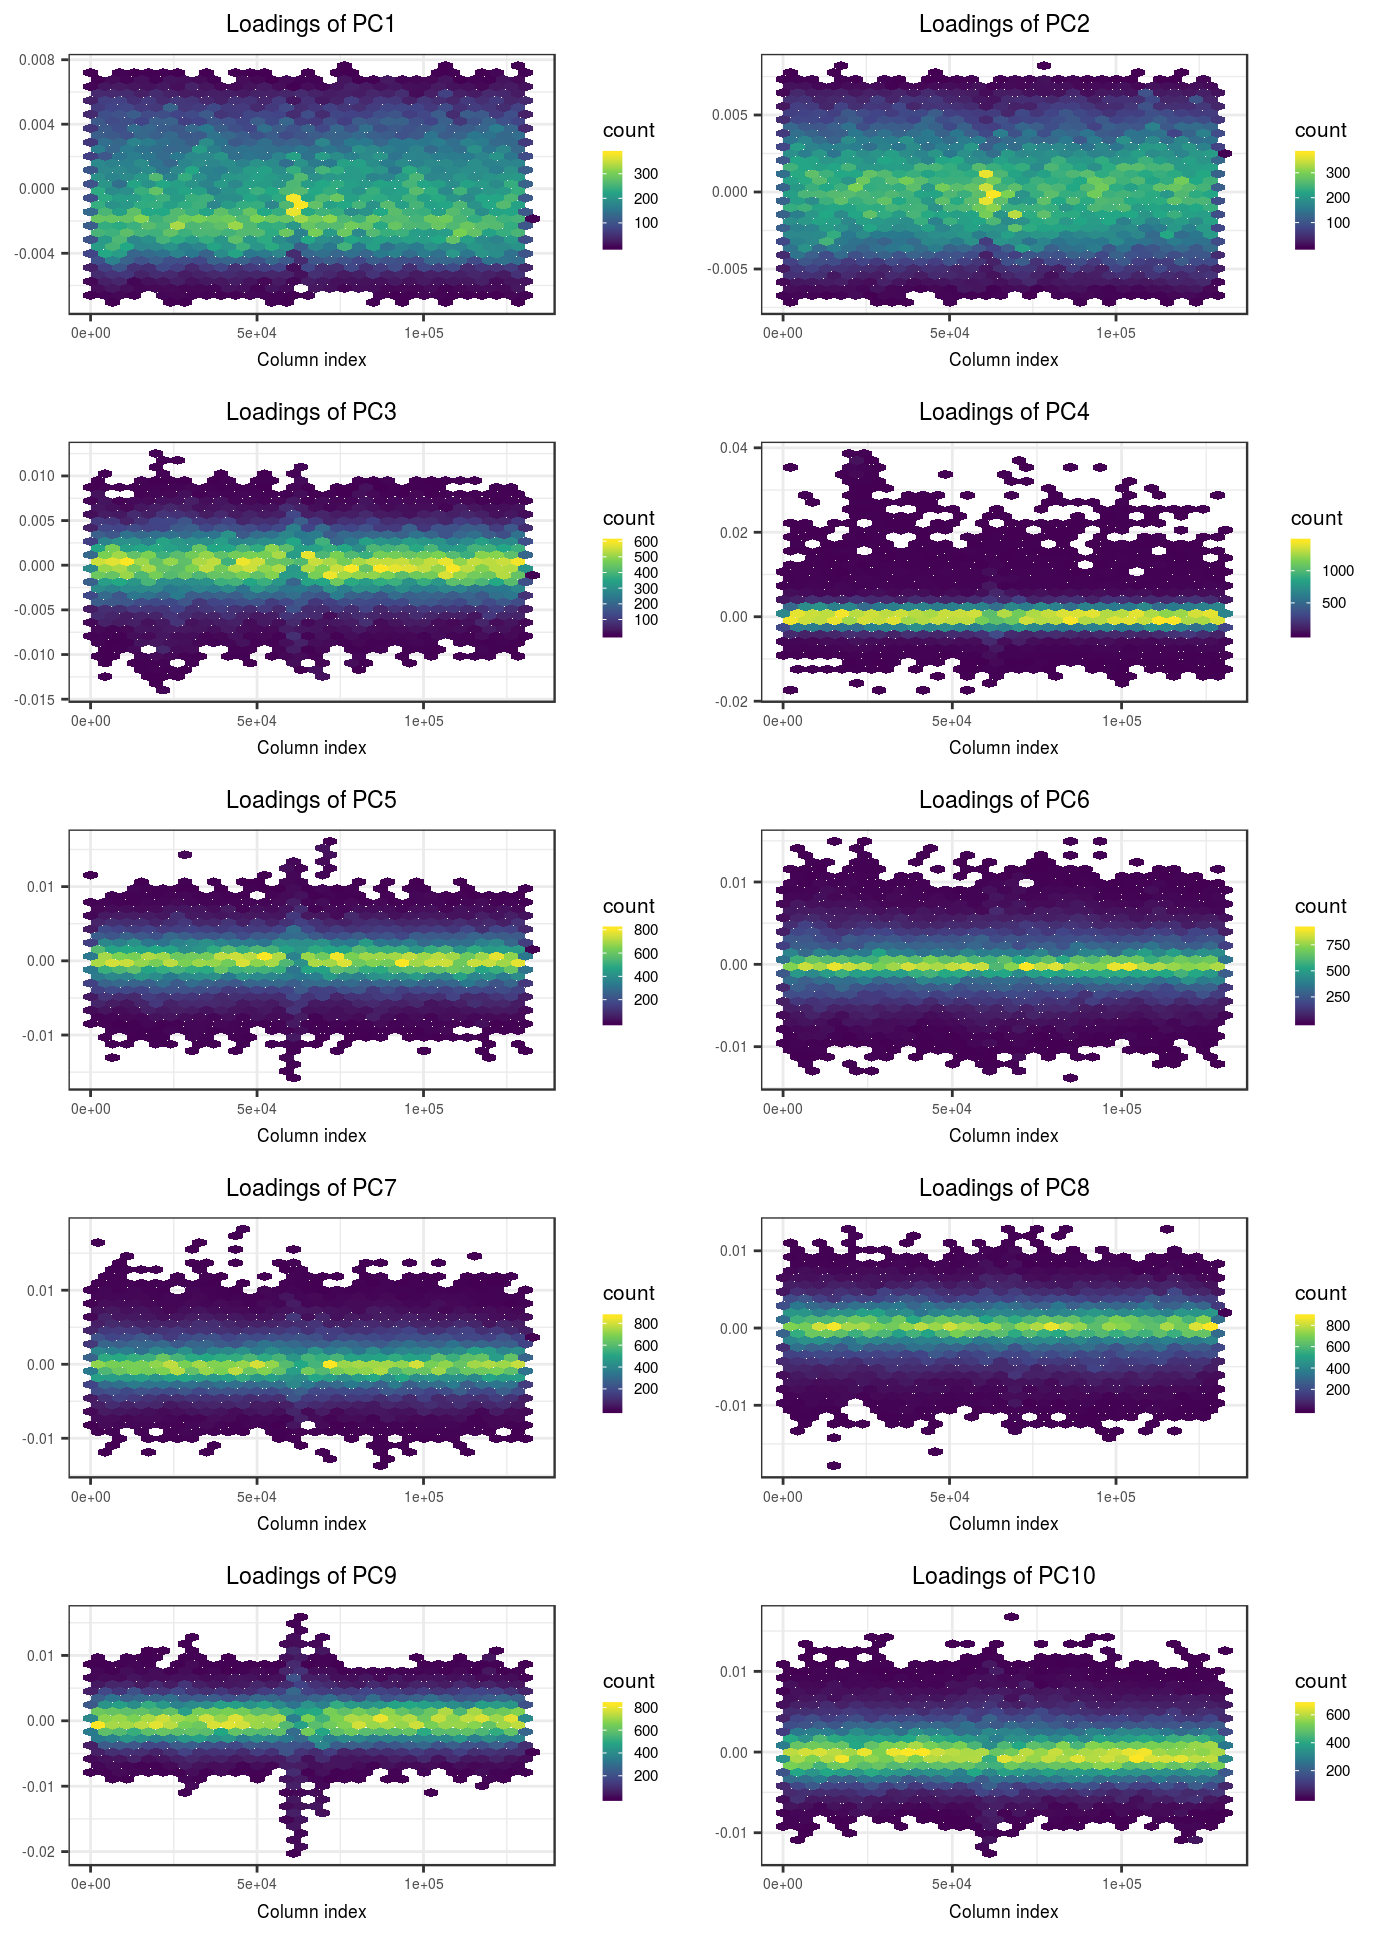 Loadings of PC1
0.008
0.004
0.000
-0.004
0e+00 5e+04 1e+05
Column index
count
300
200
100
Loadings of PC2
0.005
0.000
-0.005
0e+00 5e+04 1e+05
Column index
count
300
200
100
Loadings of PC3
0.010
0.005
0.000
-0.005
-0.010
-0.015
0e+00 5e+04 1e+05
Column index
count
600
500
400
300
200
100
Loadings of PC4
0.04
0.02
0.00
-0.02
0e+00 5e+04 1e+05
Column index
count
1000
500
Loadings of PC5
0.01
0.00
-0.01
0e+00 5e+04 1e+05
Column index
count
800
600
400
200
Loadings of PC6
0.01
0.00
-0.01
0e+00 5e+04 1e+05
Column index
count
750
500
250
Loadings of PC7
0.01
0.00
-0.01
0e+00 5e+04 1e+05
Column index
count
800
600
400
200
Loadings of PC8
0.01
0.00
-0.01
0e+00 5e+04 1e+05
Column index
count
800
600
400
200
Loadings of PC9
0.01
0.00
-0.01
-0.02
0e+00 5e+04 1e+05
Column index
count
800
600
400
200
Loadings of PC10
0.01
0.00
-0.01
0e+00 5e+04 1e+05
Column index
count
600
400
200